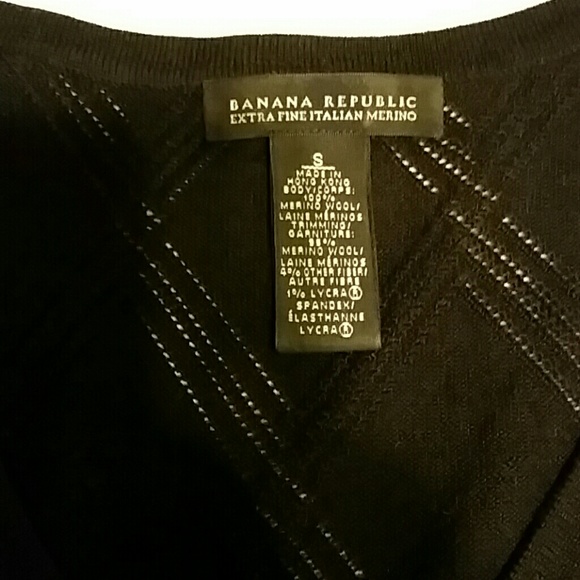 BANANA REPUBLIC
EXTRA FINE ITALIAN MERINO
S
MADE IN
HONG KONG
BODY/CORPS:
100%
MERINO WOOL/
LAINE MÉRINOS
TRIMMING/
GARNITURE:
95%
MERINO WOOL/
LAINE MÉRINOS
4% OTHER FIBER/
AUTRE FIBRE
1% LYCRA®
SPANDEX/
ÉLASTHANNE
LYCRA®